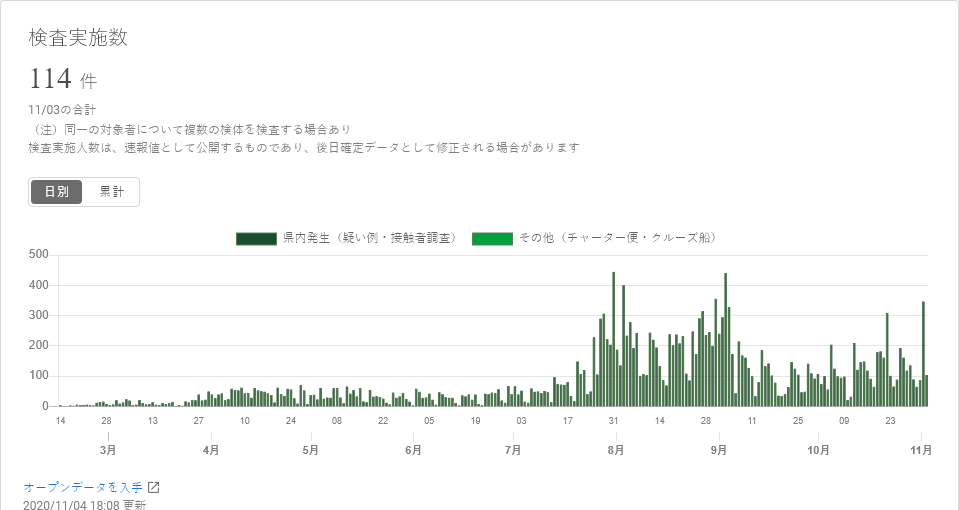 検査実施数
114 件
11/03の合計
（注）同一の対象者について複数の検体を検査する場合あり
検査実施人数は、速報値として公開するものであり、後日確定データとして修正される場合があります
日別 累計
県内発生（疑い例・接触者調査） その他（チャーター便・クルーズ船）
500
400
300
200
100
0
14 28 13 27 10 24 08 22 05 19 03 17 31 14 28 11 25 09 23
3月 4月 5月 6月 7月 8月 9月 10月 11月
オープンデータを入手
2020/11/04 18:08 更新